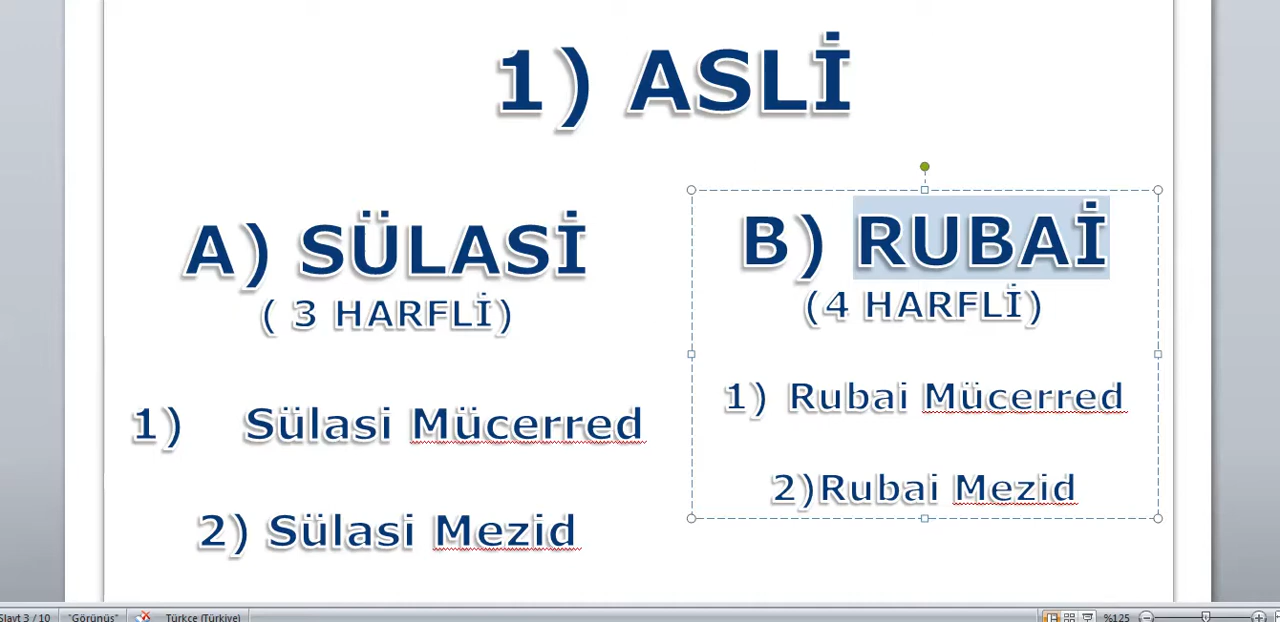 1) ASLİ
A) SÜLASİ
( 3 HARFLİ)
1) Sülasi Mücerred
2) Sülasi Mezid
B) RUBAİ
(4 HARFLİ)
1) Rubai Mücerred
2)Rubai Mezid
Slayt 3 / 10 "Görünüş" Türkçe (Türkiye) %125